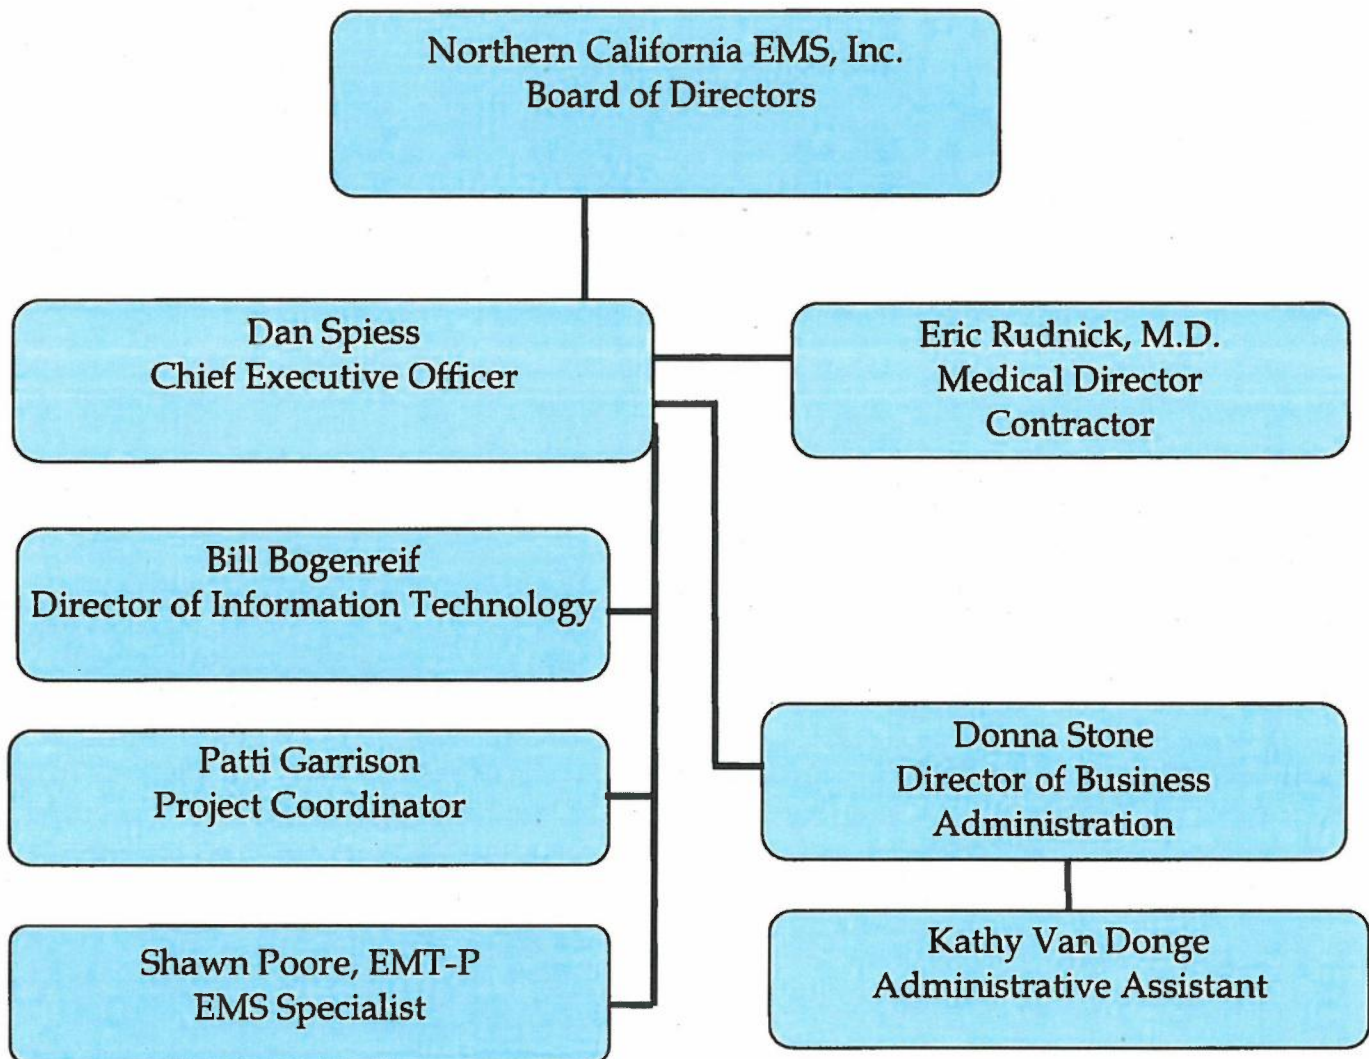 Northern California EMS, Inc.
Board of Directors
Dan Spiess
Chief Executive Officer
Eric Rudnick, M.D.
Medical Director
Contractor
Bill Bogenreif
Director of Information Technology
Patti Garrison
Project Coordinator
Donna Stone
Director of Business
Administration
Shawn Poore, EMT-P
EMS Specialist
Kathy Van Donge
Administrative Assistant